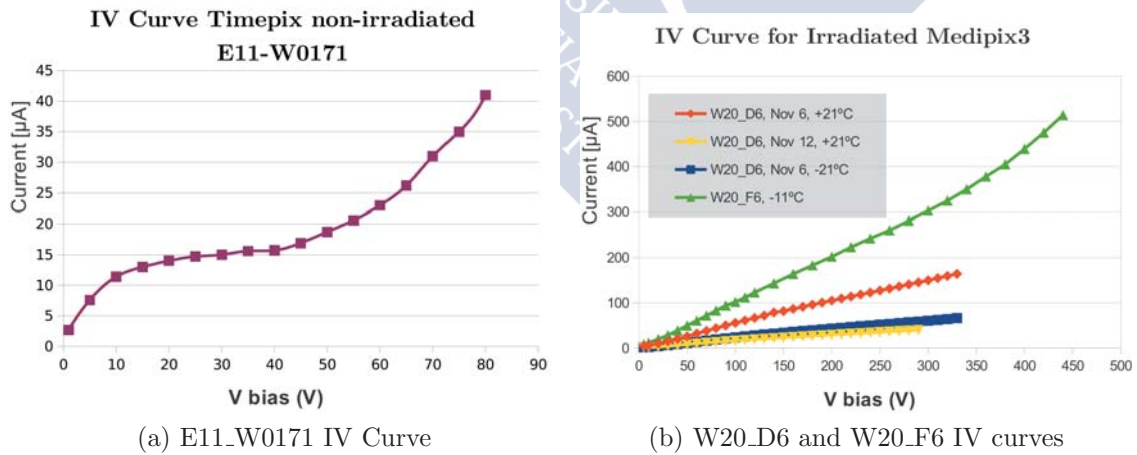 IV Curve Timepix non-irradiated
E11-W0171
Current [µA]
45
40
35
30
25
20
15
10
5
0
0 10 20 30 40 50 60 70 80 90
V bias (V)
(a) E11_W0171 IV Curve
IV Curve for Irradiated Medipix3
Current [µA]
600
500
400
300
200
100
0
W20_D6, Nov 6, +21ºC
W20_D6, Nov 12, +21ºC
W20_D6, Nov 6, -21ºC
W20_F6, -11ºC
0 50 100 150 200 250 300 350 400 450 500
V bias (V)
(b) W20_D6 and W20_F6 IV curves